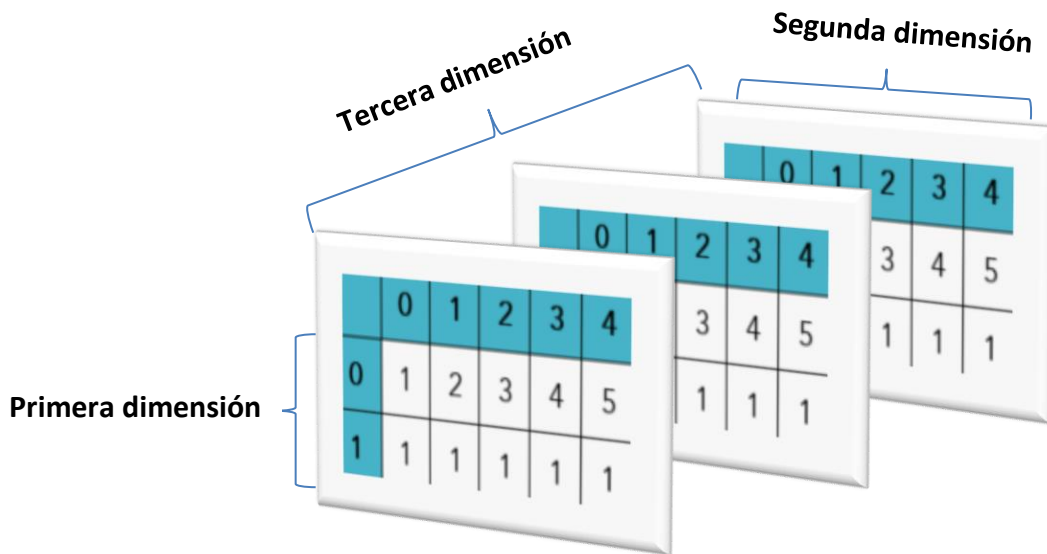 Segunda dimensión
Tercera dimensión
Primera dimensión
0 1 2 3 4
0 1 2 3 4 5
1 1 1 1 1 1
0 1 2 3 4
3 4 5
1 1 1
0 1 2 3 4
3 4 5
1 1 1